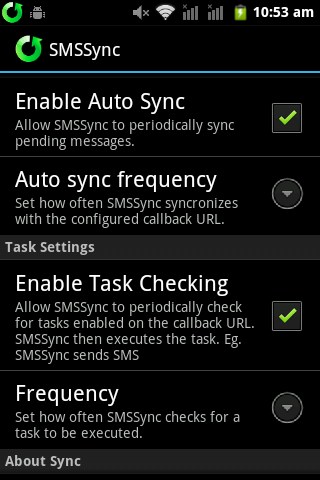 10:53 am
SMSSync
Enable Auto Sync
Allow SMSSync to periodically sync
pending messages.
Auto sync frequency
Set how often SMSSync syncronizes
with the configured callback URL.
Task Settings
Enable Task Checking
Allow SMSSync to periodically check
for tasks enabled on the callback URL.
SMSSync then executes the task. Eg.
SMSSync sends SMS
Frequency
Set how often SMSSync checks for a
task to be executed.
About Sync